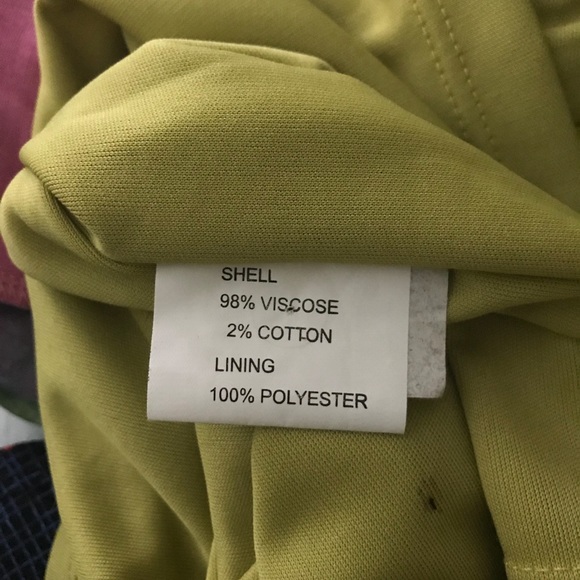 SHELL
98% VISCOSE
2% COTTON
LINING
100% POLYESTER